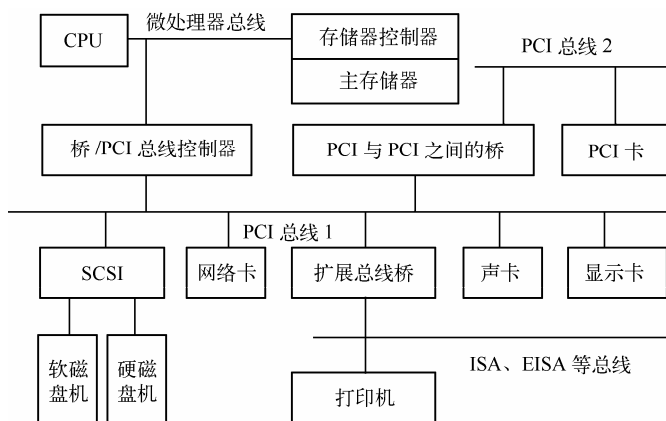 微处理器总线
CPU
存储器控制器
主存储器
PCI 总线 2
桥 /PCI 总线控制器
PCI 与 PCI 之间的桥
PCI 卡
PCI 总线 1
SCSI
网络卡
扩展总线桥
声卡
显示卡
软磁
盘机
硬磁
盘机
ISA、EISA 等总线
打印机